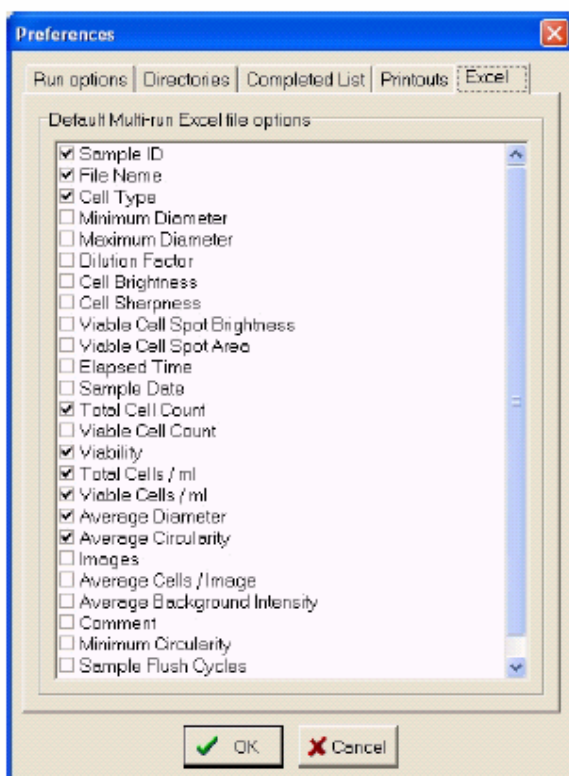 Preferences
Run options Directories Completed List Printouts Excel
Default Multi-run Excel file options
Sample ID
File Name
Cell Type
Minimum Diameter
Maximum Diameter
Dilution Factor
Cell Brightness
Cell Sharpness
Viable Cell Spot Brightness
Viable Cell Spot Area
Elapsed Time
Sample Date
Total Cell Count
Viable Cell Count
Viability
Total Cells / ml
Viable Cells / ml
Average Diameter
Average Circularity
Images
Average Cells / Image
Average Background Intensity
Comment
Minimum Circularity
Sample Flush Cycles
OK Cancel